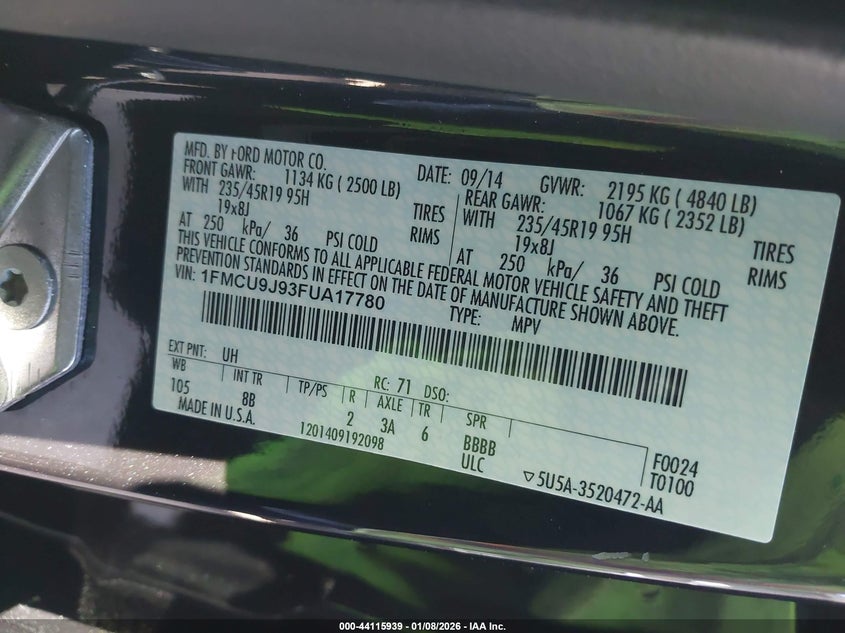 MFD. BY FORD MOTOR CO. DATE: 09/14 GVWR: 2195 KG ( 4840 LB)
FRONT GAWR: 1134 KG ( 2500 LB) REAR GAWR: 1067 KG ( 2352 LB)
WITH 235/45R19 95H TIRES WITH 235/45R19 95H TIRES
19x8J RIMS 19x8J RIMS
AT 250 kPa/ 36 PSI COLD AT 250 kPa/ 36 PSI COLD
THIS VEHICLE CONFORMS TO ALL APPLICABLE FEDERAL MOTOR VEHICLE SAFETY AND THEFT
PREVENTION STANDARDS IN EFFECT ON THE DATE OF MANUFACTURE SHOWN ABOVE.
VIN: 1FMCU9J93FUA17780 TYPE: MPV
EXT PNT: UH RC: 71 DSO:
WB INT TR TP/PS R AXLE TR SPR
105 8B 2 3A 6 BBBB F0024
ULC T0100
MADE IN U.S.A. 1201409192098 ▽5U5A-3520472-AA
000-44115939 - 01/08/2026 - IAA Inc.